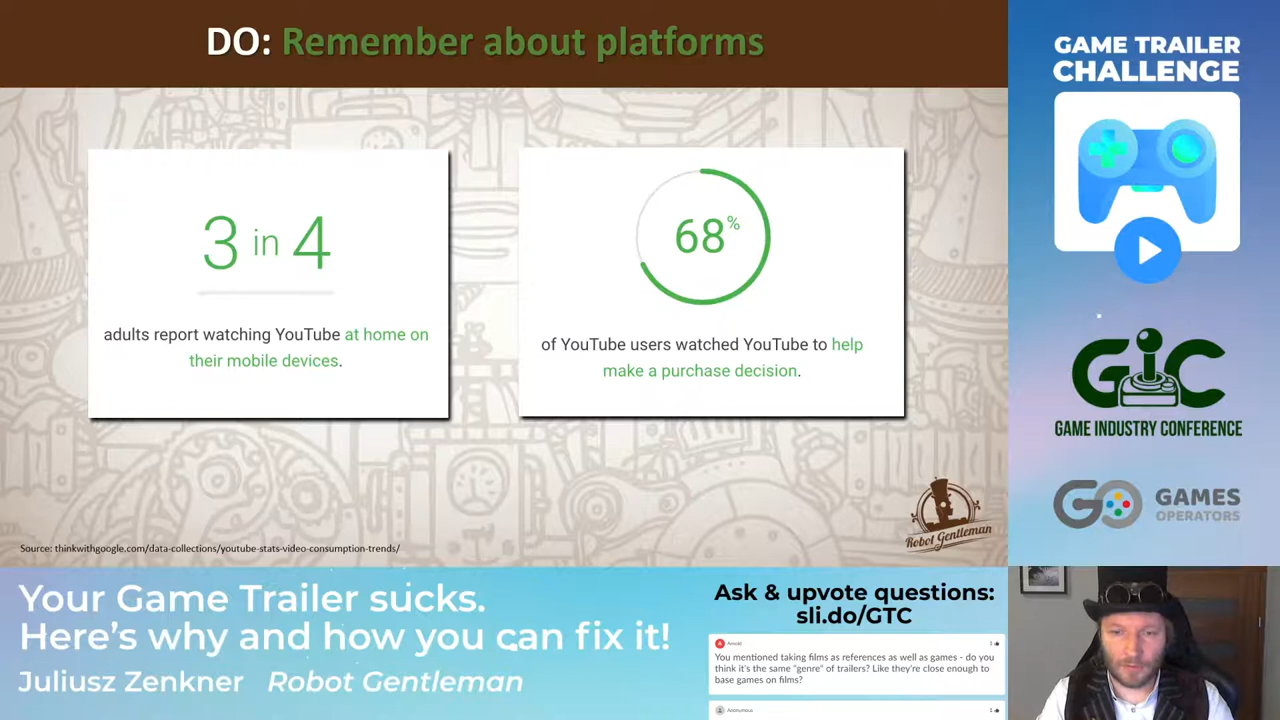 DO: Remember about platforms
3 in 4
adults report watching YouTube at home on
their mobile devices.
68%
of YouTube users watched YouTube to help
make a purchase decision.
Robot Gentleman
Source: thinkwithgoogle.com/data-collections/youtube-stats-video-consumption-trends/
GAME TRAILER
CHALLENGE
GIC
GAME INDUSTRY CONFERENCE
GO GAMES
OPERATORS
Your Game Trailer sucks.
Here's why and how you can fix it!
Juliusz Zenkner Robot Gentleman
Ask & upvote questions:
sli.do/GTC
You mentioned taking films as references as well as games - do you
think it's the same "genre" of trailers? Like they're close enough to
base games on films?
Anonymous
1